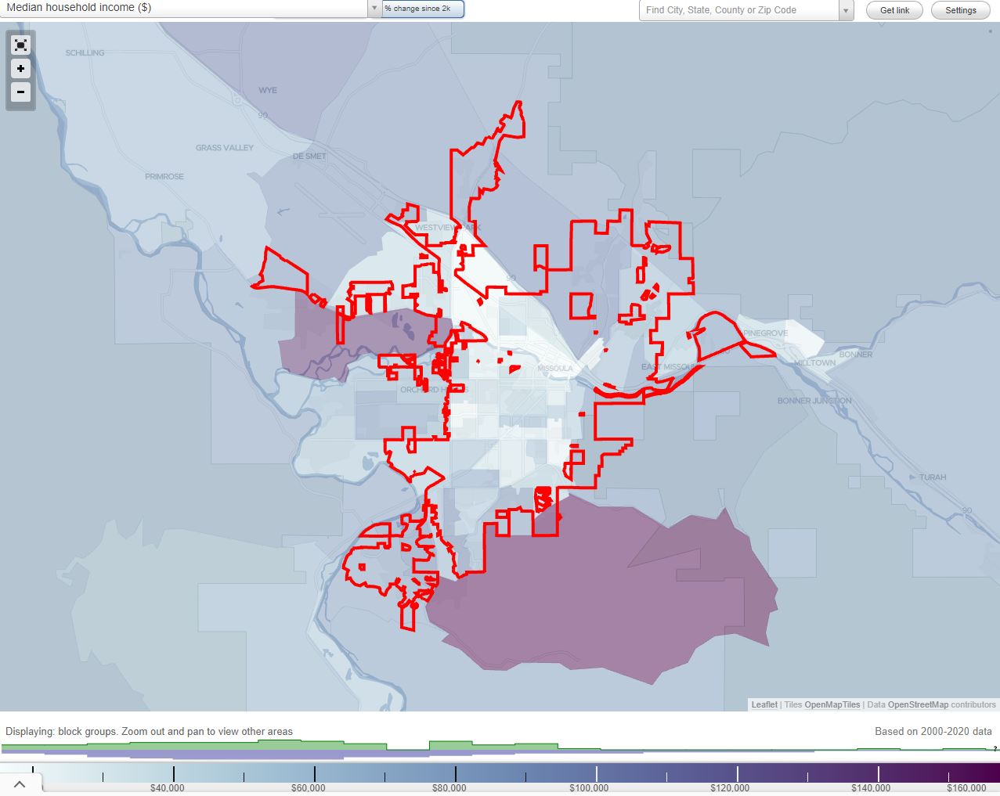 Median household income ($)
% change since 2k
Find City, State, County or Zip Code
Get link
Settings
+
−
SCHILLING
WYE
90
GRASS VALLEY
DE SMET
PRIMROSE
WESTVIEW PARK
90
PINEGROVE
90
MILLTOWN
BONNER
MISSOULA
EAST MISSOULA
ORCHARD HOMES
BONNER JUNCTION
TURAH
90
Leaflet | Tiles OpenMapTiles | Data OpenStreetMap contributors
Displaying: block groups. Zoom out and pan to view other areas
Based on 2000-2020 data
?
$40,000
$60,000
$80,000
$100,000
$120,000
$140,000
$160,000